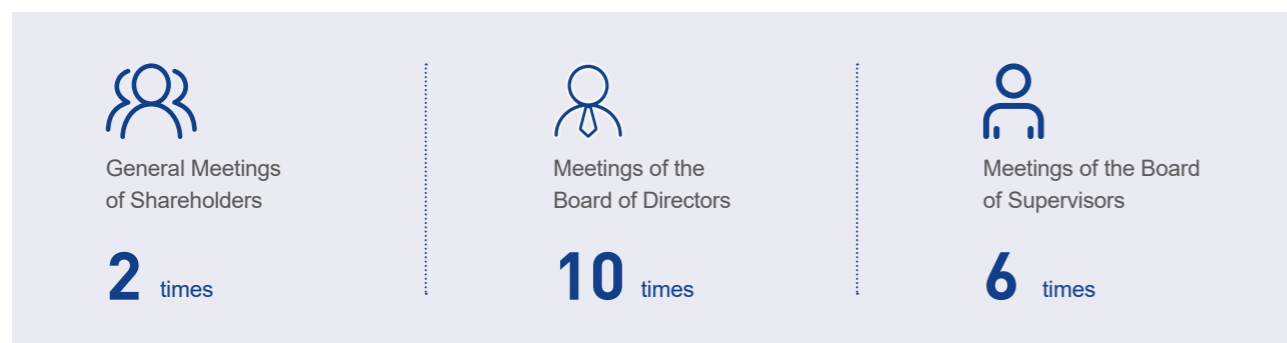 General Meetings
of Shareholders
2 times
Meetings of the
Board of Directors
10 times
Meetings of the Board
of Supervisors
6 times